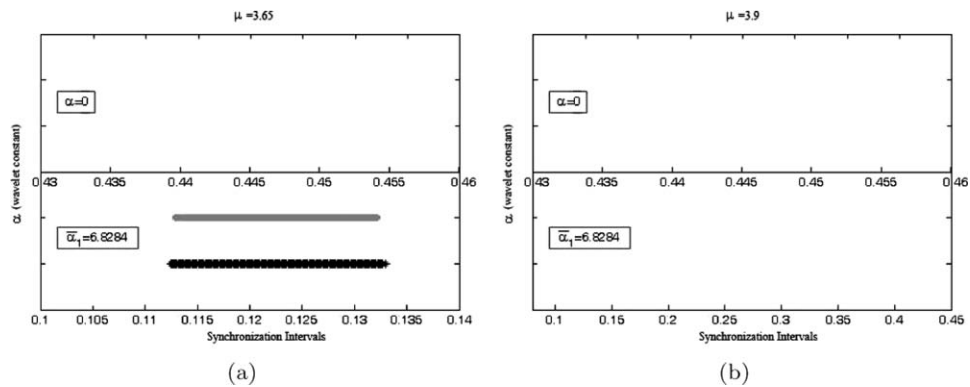 μ =3.65
α (wavelet constant)
α=0
0.43 0.435 0.44 0.445 0.45 0.455 0.46
α̅₁=6.8284
0.1 0.105 0.11 0.115 0.12 0.125 0.13 0.135 0.14
Synchronization Intervals
(a)
μ =3.9
α (wavelet constant)
α=0
0.43 0.435 0.44 0.445 0.45 0.455 0.46
α̅₁=6.8284
0.1 0.15 0.2 0.25 0.3 0.35 0.4 0.45
Synchronization Intervals
(b)